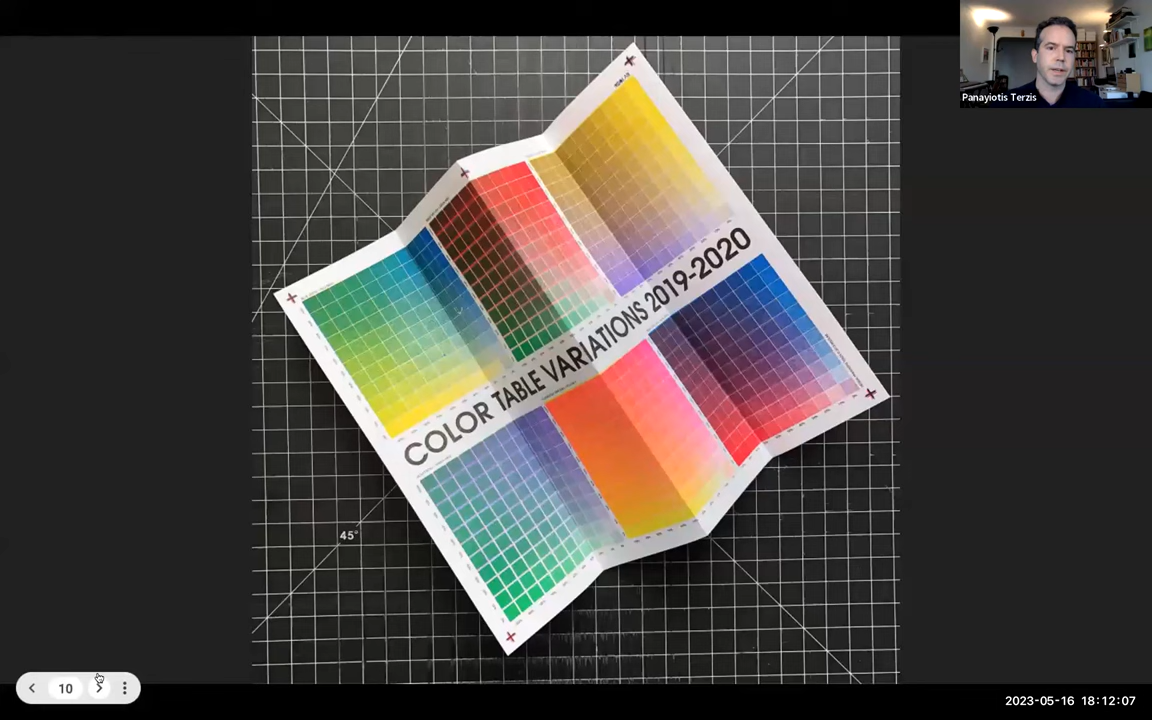 Panayiotis Terzis
COLOR TABLE VARIATIONS 2019-2020
45°
10
2023-05-16 18:12:07